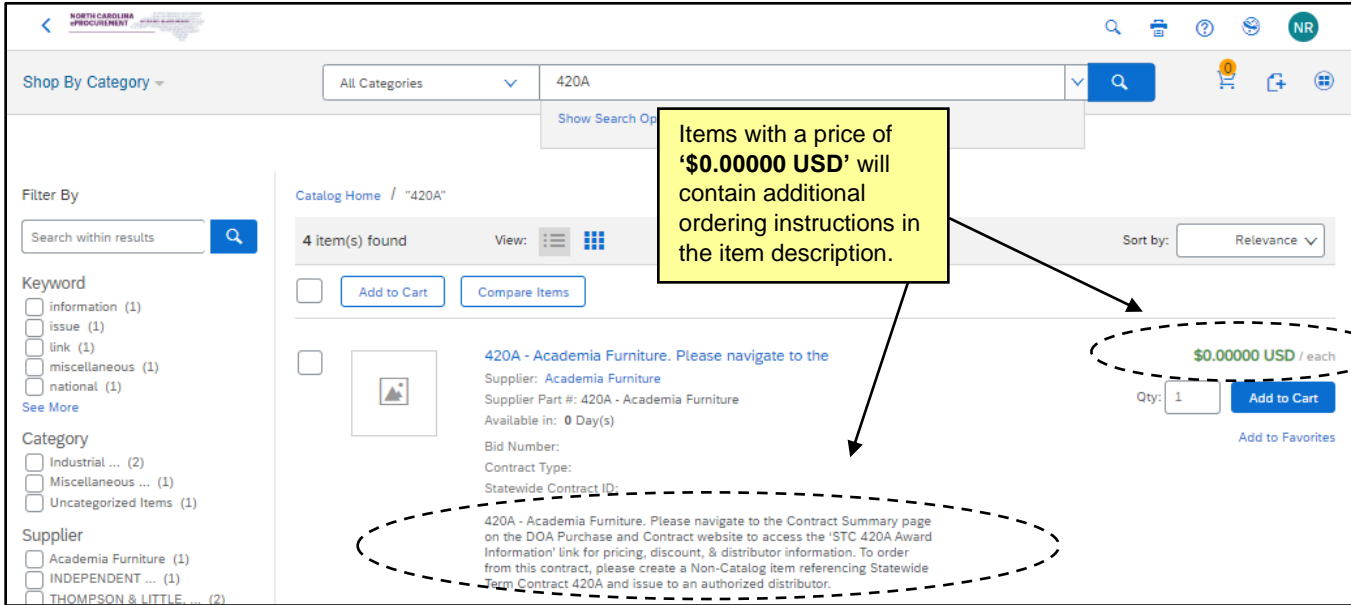 NORTH CAROLINA
ePROCUREMENT
NR
Shop By Category
All Categories
420A
0
Show Search Op
Items with a price of
‘$0.00000 USD’ will
contain additional
ordering instructions in
the item description.
Filter By
Search within results
Keyword
information (1)
issue (1)
link (1)
miscellaneous (1)
national (1)
See More
Category
Industrial ... (2)
Miscellaneous ... (1)
Uncategorized Items (1)
Supplier
Academia Furniture (1)
INDEPENDENT ... (1)
THOMPSON & LITTLE, ... (2)
Catalog Home / "420A"
4 item(s) found
View:
Sort by:
Relevance
Add to Cart
Compare Items
420A - Academia Furniture. Please navigate to the
Supplier: Academia Furniture
Supplier Part #: 420A - Academia Furniture
Available in: 0 Day(s)
Bid Number:
Contract Type:
Statewide Contract ID:
420A - Academia Furniture. Please navigate to the Contract Summary page
on the DOA Purchase and Contract website to access the ‘STC 420A Award
Information’ link for pricing, discount, & distributor information. To order
from this contract, please create a Non-Catalog item referencing Statewide
Term Contract 420A and issue to an authorized distributor.
$0.00000 USD / each
Qty: 1
Add to Cart
Add to Favorites